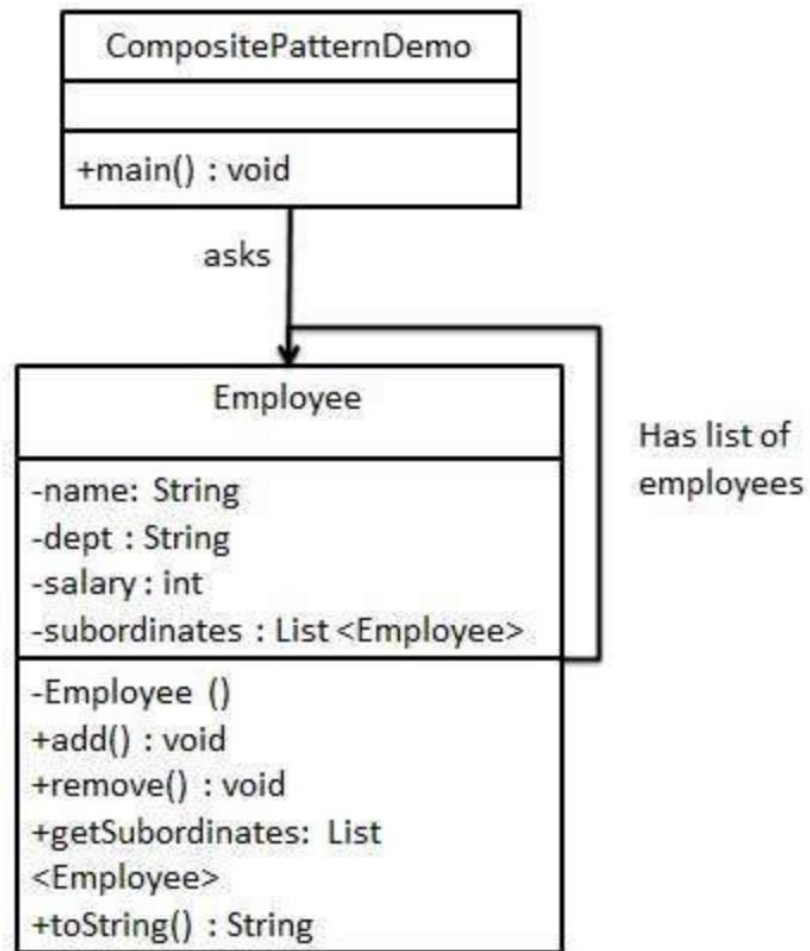 CompositePatternDemo
+main() : void
asks
Employee
Has list of
employees
-name: String
-dept : String
-salary : int
-subordinates : List <Employee>
-Employee ()
+add() : void
+remove() : void
+getSubordinates: List
<Employee>
+toString() : String